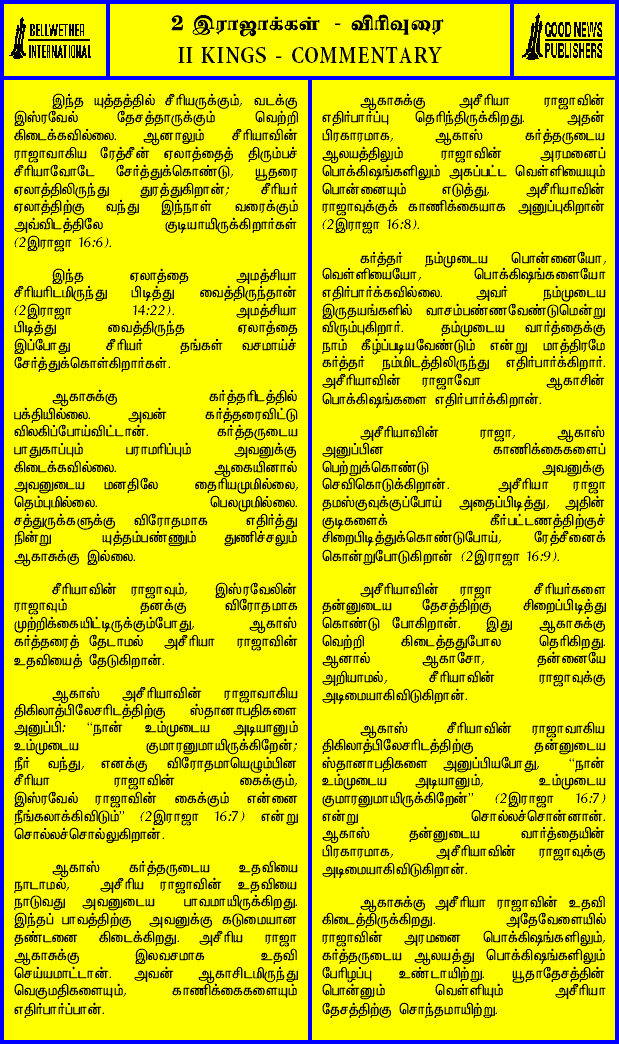 BELLWETHER
INTERNATIONAL
2 இராஜாக்கள் - விரிவுரை
II KINGS - COMMENTARY
GOOD NEWS
PUBLISHERS
இந்த யுத்தத்தில் சீரியருக்கும், வடக்கு
இஸ்ரவேல் தேசத்தாருக்கும் வெற்றி
கிடைக்கவில்லை. ஆனாலும் சீரியாவின்
ராஜாவாகிய ரேத்சீன் ஏலாத்தைத் திரும்பச்
சீரியாவோடே சேர்த்துக்கொண்டு, யூதரை
ஏலாத்திலிருந்து துரத்துகிறான்; சீரியர்
ஏலாத்திற்கு வந்து இந்நாள் வரைக்கும்
அவ்விடத்திலே குடியாயிருக்கிறார்கள்
(2இராஜா 16:6).
இந்த ஏலாத்தை அமத்சியா
சீரியரிடமிருந்து பிடித்து வைத்திருந்தான்
(2இராஜா 14:22). அமத்சியா
பிடித்து வைத்திருந்த ஏலாத்தை
இப்போது சீரியர் தங்கள் வசமாய்ச்
சேர்த்துக்கொள்கிறார்கள்.
ஆகாசுக்கு கர்த்தரிடத்தில்
பக்தியில்லை. அவன் கர்த்தரைவிட்டு
விலகிப்போய்விட்டான். கர்த்தருடைய
பாதுகாப்பும் பராமரிப்பும் அவனுக்கு
கிடைக்கவில்லை. ஆகையினால்
அவனுடைய மனதிலே தைரியமுமில்லை,
தெம்புமில்லை. பெலமுமில்லை.
சத்துருக்களுக்கு விரோதமாக எதிர்த்து
நின்று யுத்தம்பண்ணும் துணிச்சலும்
ஆகாசுக்கு இல்லை.
சீரியாவின் ராஜாவும், இஸ்ரவேலின்
ராஜாவும் தனக்கு விரோதமாக
முற்றிக்கையிட்டிருக்கும்போது, ஆகாஸ்
கர்த்தரைத் தேடாமல் அசீரியா ராஜாவின்
உதவியைத் தேடுகிறான்.
ஆகாஸ் அசீரியாவின் ராஜாவாகிய
திகிலாத்பிலேசரிடத்திற்கு ஸ்தானாபதிகளை
அனுப்பி: “நான் உம்முடைய அடியானும்
உம்முடைய குமாரனுமாயிருக்கிறேன்;
நீர் வந்து, எனக்கு விரோதமாயெழும்பின
சீரியா ராஜாவின் கைக்கும்,
இஸ்ரவேல் ராஜாவின் கைக்கும் என்னை
நீங்கலாக்கிவிடும்” (2இராஜா 16:7) என்று
சொல்லச்சொல்லுகிறான்.
ஆகாஸ் கர்த்தருடைய உதவியை
நாடாமல், அசீரிய ராஜாவின் உதவியை
நாடுவது அவனுடைய பாவமாயிருக்கிறது.
இந்தப் பாவத்திற்கு அவனுக்கு கடுமையான
தண்டனை கிடைக்கிறது. அசீரிய ராஜா
ஆகாசுக்கு இலவசமாக உதவி
செய்யமாட்டான். அவன் ஆகாசிடமிருந்து
வெகுமதிகளையும், காணிக்கைகளையும்
எதிர்பார்ப்பான்.
ஆகாசுக்கு அசீரியா ராஜாவின்
எதிர்பார்ப்பு தெரிந்திருக்கிறது. அதன்
பிரகாரமாக, ஆகாஸ் கர்த்தருடைய
ஆலயத்திலும் ராஜாவின் அரமனைப்
பொக்கிஷங்களிலும் அகப்பட்ட வெள்ளியையும்
பொன்னையும் எடுத்து, அசீரியாவின்
ராஜாவுக்குக் காணிக்கையாக அனுப்புகிறான்
(2இராஜா 16:8).
கர்த்தர் நம்முடைய பொன்னையோ,
வெள்ளியையோ, பொக்கிஷங்களையோ
எதிர்பார்க்கவில்லை. அவர் நம்முடைய
இருதயங்களில் வாசம்பண்ணவேண்டுமென்று
விரும்புகிறார். தம்முடைய வார்த்தைக்கு
நாம் கீழ்ப்படியவேண்டும் என்று மாத்திரமே
கர்த்தர் நம்மிடத்திலிருந்து எதிர்பார்க்கிறார்.
அசீரியாவின் ராஜாவோ ஆகாசின்
பொக்கிஷங்களை எதிர்பார்க்கிறான்.
அசீரியாவின் ராஜா, ஆகாஸ்
அனுப்பின காணிக்கைகளைப்
பெற்றுக்கொண்டு அவனுக்கு
செவிகொடுக்கிறான். அசீரியா ராஜா
தமஸ்குவுக்குப்போய் அதைப்பிடித்து, அதின்
குடிகளைக் கீர்பட்டணத்திற்குச்
சிறைபிடித்துக்கொண்டுபோய், ரேத்சீனைக்
கொன்றுபோடுகிறான் (2இராஜா 16:9).
அசீரியாவின் ராஜா சீரியர்களை
தன்னுடைய தேசத்திற்கு சிறைப்பிடித்து
கொண்டு போகிறான். இது ஆகாசுக்கு
வெற்றி கிடைத்ததுபோல தெரிகிறது.
ஆனால் ஆகாசோ, தன்னையே
அறியாமல், சீரியாவின் ராஜாவுக்கு
அடிமையாகிவிடுகிறான்.
ஆகாஸ் சீரியாவின் ராஜாவாகிய
திகிலாத்பிலேசரிடத்திற்கு தன்னுடைய
ஸ்தானாபதிகளை அனுப்பியபோது, “நான்
உம்முடைய அடியானும், உம்முடைய
குமாரனுமாயிருக்கிறேன்” (2இராஜா 16:7)
என்று சொல்லச்சொன்னான்.
ஆகாஸ் தன்னுடைய வார்த்தையின்
பிரகாரமாக, அசீரியாவின் ராஜாவுக்கு
அடிமையாகிவிடுகிறான்.
ஆகாசுக்கு அசீரியா ராஜாவின் உதவி
கிடைத்திருக்கிறது. அதேவேளையில்
ராஜாவின் அரமனை பொக்கிஷங்களிலும்,
கர்த்தருடைய ஆலயத்து பொக்கிஷங்களிலும்
பேரிழப்பு உண்டாயிற்று. யூதாதேசத்தின்
பொன்னும் வெள்ளியும் அசீரியா
தேசத்திற்கு சொந்தமாயிற்று.